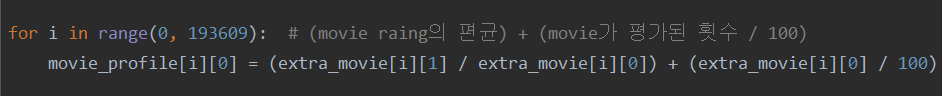 for i in range(0, 193609):  # (movie raing의 평균) + (movie가 평가된 횟수 / 100)
    movie_profile[i][0] = (extra_movie[i][1] / extra_movie[i][0]) + (extra_movie[i][0] / 100)